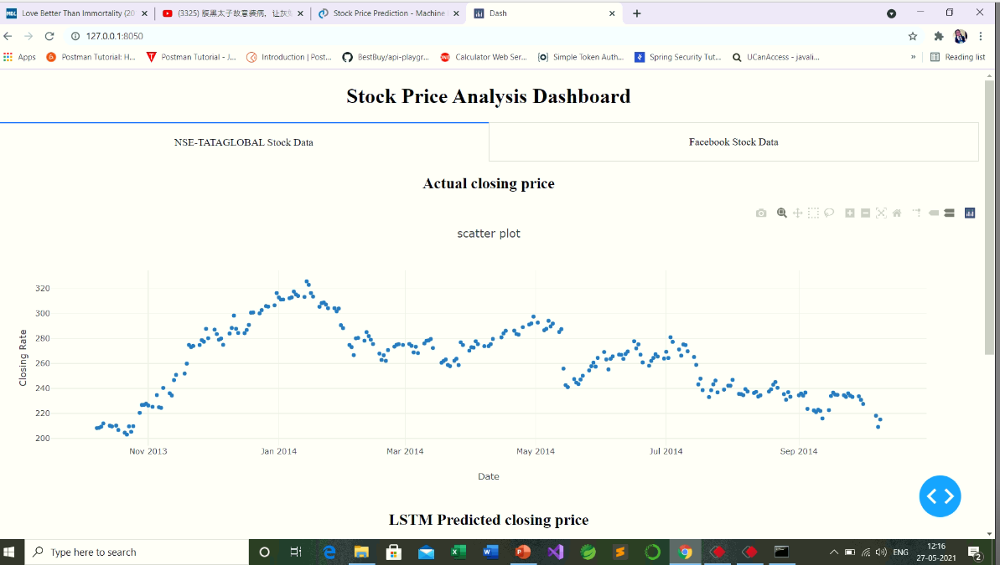 Love Better Than Immortality (20
(3325) 腹黑太子故意装病，让灰
Stock Price Prediction - Machine
Dash
127.0.0.1:8050
Apps
Postman Tutorial: H...
Postman Tutorial - J...
Introduction | Post...
BestBuy/api-playgr...
Calculator Web Ser...
Simple Token Auth...
Spring Security Tut...
UCanAccess - javali...
»
Reading list
Stock Price Analysis Dashboard
NSE-TATAGLOBAL Stock Data
Facebook Stock Data
Actual closing price
scatter plot
320
300
280
260
240
220
200
Closing Rate
Nov 2013
Jan 2014
Mar 2014
May 2014
Jul 2014
Sep 2014
Date
LSTM Predicted closing price
Type here to search
ENG
12:16
27-05-2021
2